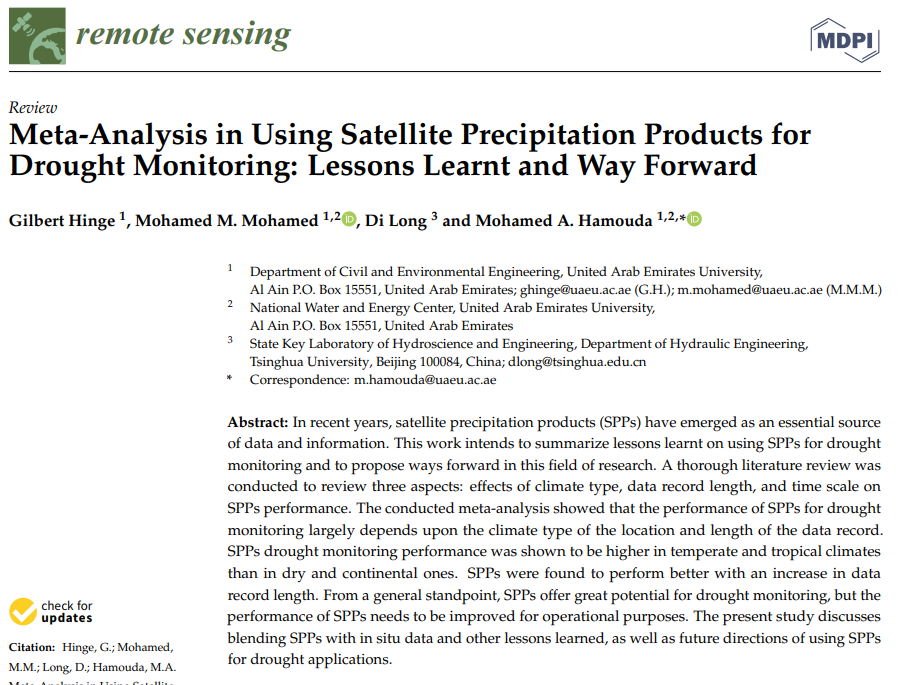 remote sensing
MDPI
Review
Meta-Analysis in Using Satellite Precipitation Products for
Drought Monitoring: Lessons Learnt and Way Forward
Gilbert Hinge 1, Mohamed M. Mohamed 1,2 iD, Di Long 3 and Mohamed A. Hamouda 1,2,* iD
1 Department of Civil and Environmental Engineering, United Arab Emirates University,
Al Ain P.O. Box 15551, United Arab Emirates; ghinge@uaeu.ac.ae (G.H.); m.mohamed@uaeu.ac.ae (M.M.M.)
2 National Water and Energy Center, United Arab Emirates University,
Al Ain P.O. Box 15551, United Arab Emirates
3 State Key Laboratory of Hydroscience and Engineering, Department of Hydraulic Engineering,
Tsinghua University, Beijing 100084, China; dlong@tsinghua.edu.cn
* Correspondence: m.hamouda@uaeu.ac.ae
Abstract: In recent years, satellite precipitation products (SPPs) have emerged as an essential source
of data and information. This work intends to summarize lessons learnt on using SPPs for drought
monitoring and to propose ways forward in this field of research. A thorough literature review was
conducted to review three aspects: effects of climate type, data record length, and time scale on
SPPs performance. The conducted meta-analysis showed that the performance of SPPs for drought
monitoring largely depends upon the climate type of the location and length of the data record.
SPPs drought monitoring performance was shown to be higher in temperate and tropical climates
than in dry and continental ones. SPPs were found to perform better with an increase in data
record length. From a general standpoint, SPPs offer great potential for drought monitoring, but the
performance of SPPs needs to be improved for operational purposes. The present study discusses
blending SPPs with in situ data and other lessons learned, as well as future directions of using SPPs
for drought applications.
check for
updates
Citation: Hinge, G.; Mohamed,
M.M.; Long, D.; Hamouda, M.A.
Meta-Analysis in Using Satellite